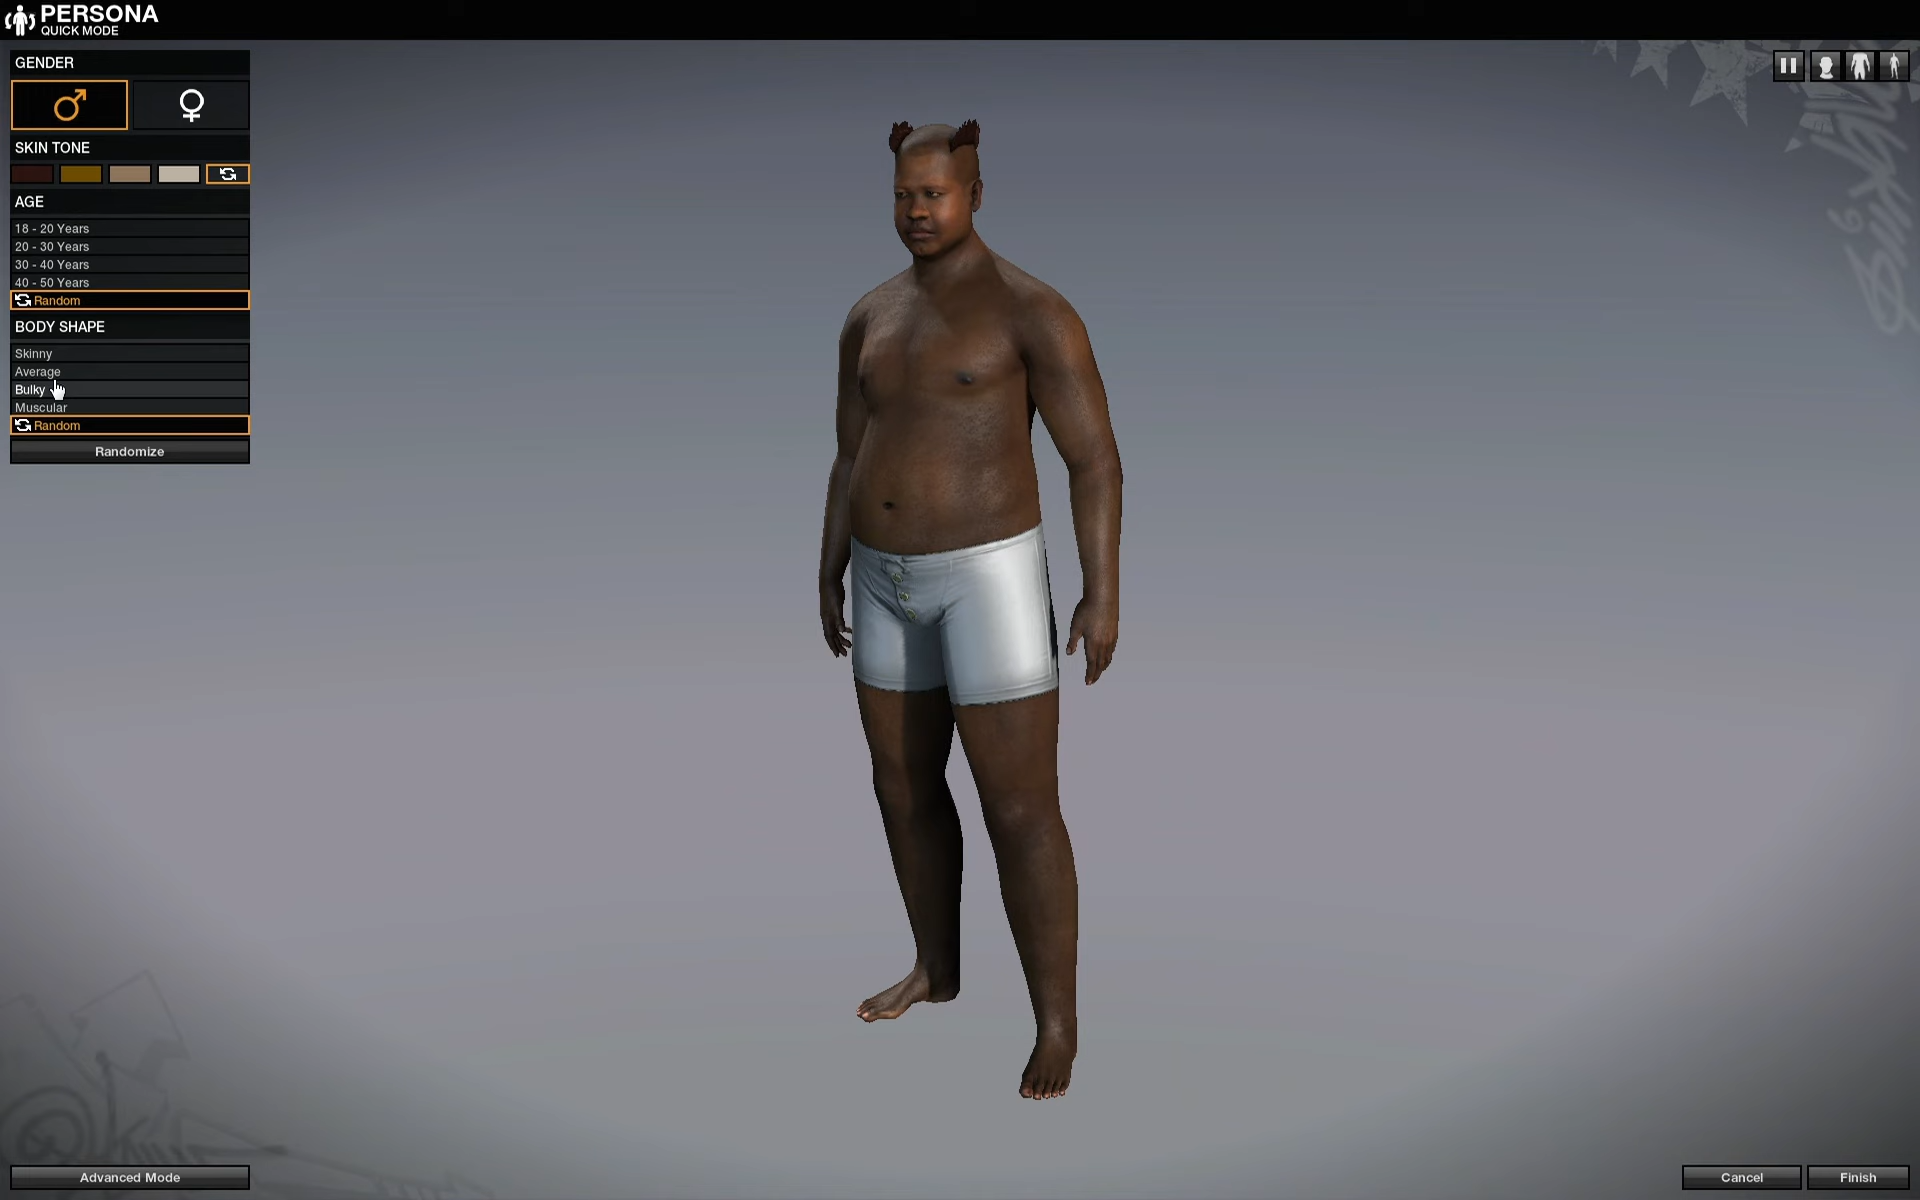 PERSONA
QUICK MODE
GENDER
SKIN TONE
AGE
18 - 20 Years
20 - 30 Years
30 - 40 Years
40 - 50 Years
Random
BODY SHAPE
Skinny
Average
Bulky
Muscular
Random
Randomize
Advanced Mode
Cancel
Finish